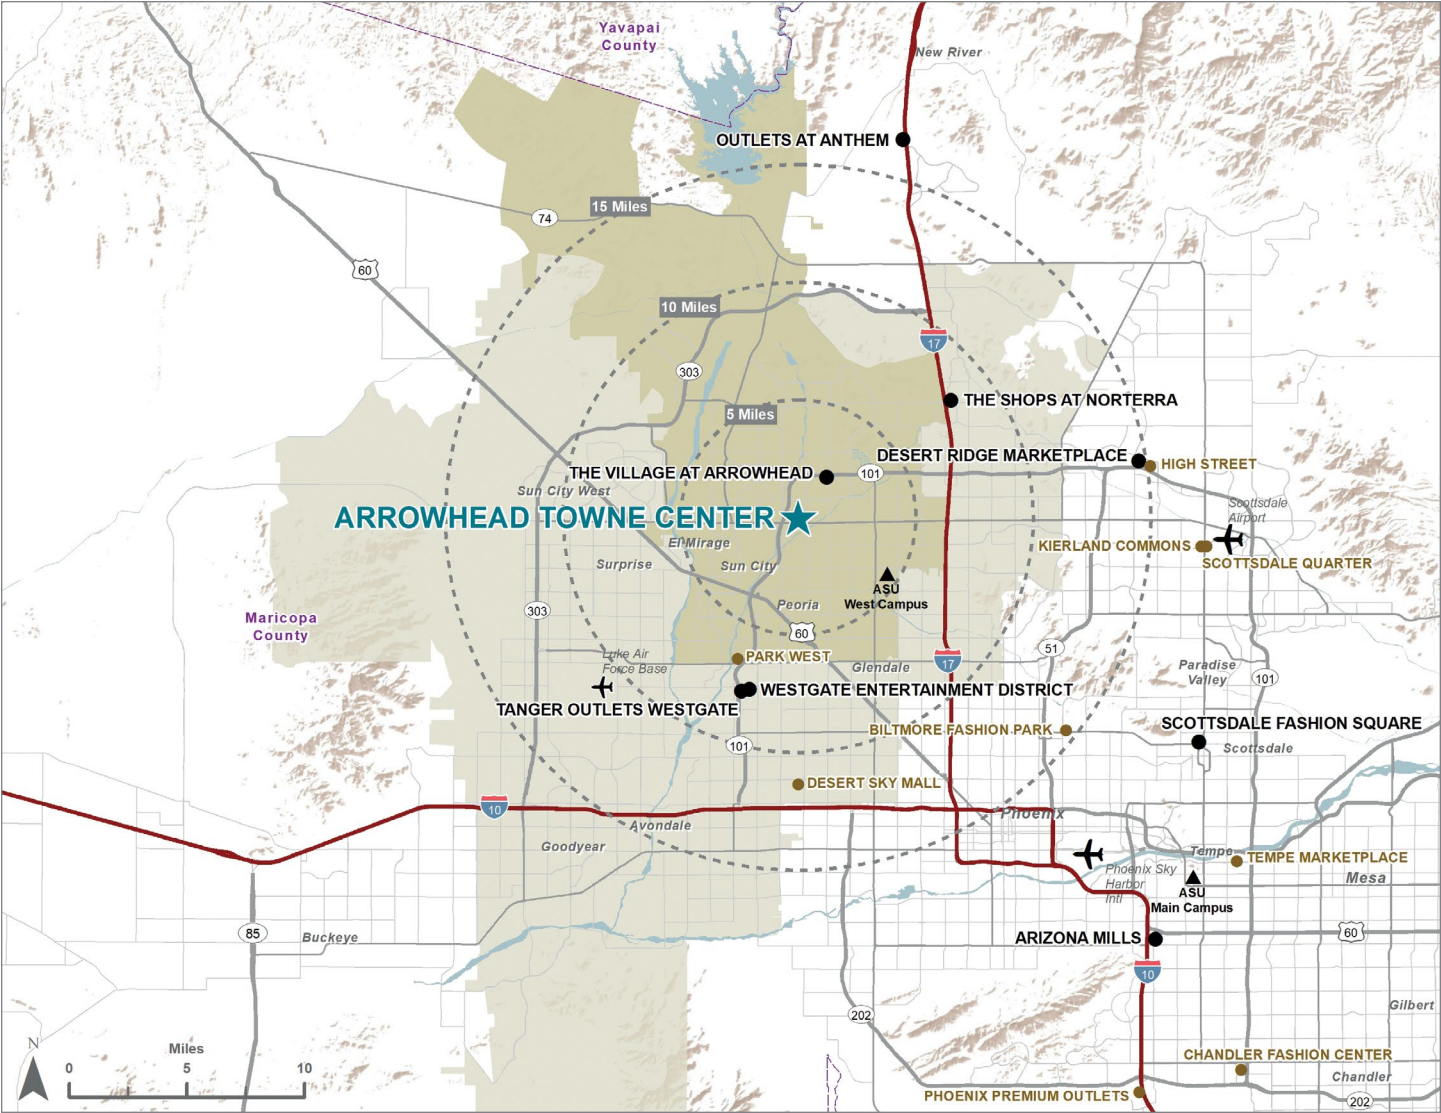 Yavapai
County
New River
OUTLETS AT ANTHEM
15 Miles
74
60
10 Miles
17
303
5 Miles
THE SHOPS AT NORTERRA
DESERT RIDGE MARKETPLACE
HIGH STREET
THE VILLAGE AT ARROWHEAD
101
Sun City West
Scottsdale
Airport
ARROWHEAD TOWNE CENTER
El Mirage
KIERLAND COMMONS
SCOTTSDALE QUARTER
Surprise
Sun City
ASU
West Campus
Peoria
303
Maricopa
County
60
51
Luke Air
Force Base
PARK WEST
Glendale
17
Paradise
Valley
101
WESTGATE ENTERTAINMENT DISTRICT
TANGER OUTLETS WESTGATE
SCOTTSDALE FASHION SQUARE
BILTMORE FASHION PARK
101
Scottsdale
DESERT SKY MALL
10
Phoenix
Avondale
Goodyear
Tempe
TEMPE MARKETPLACE
Phoenix Sky
Harbor
Intl
Mesa
ASU
Main Campus
85
Buckeye
ARIZONA MILLS
60
10
202
Gilbert
N
Miles
0
5
10
CHANDLER FASHION CENTER
Chandler
PHOENIX PREMIUM OUTLETS
202